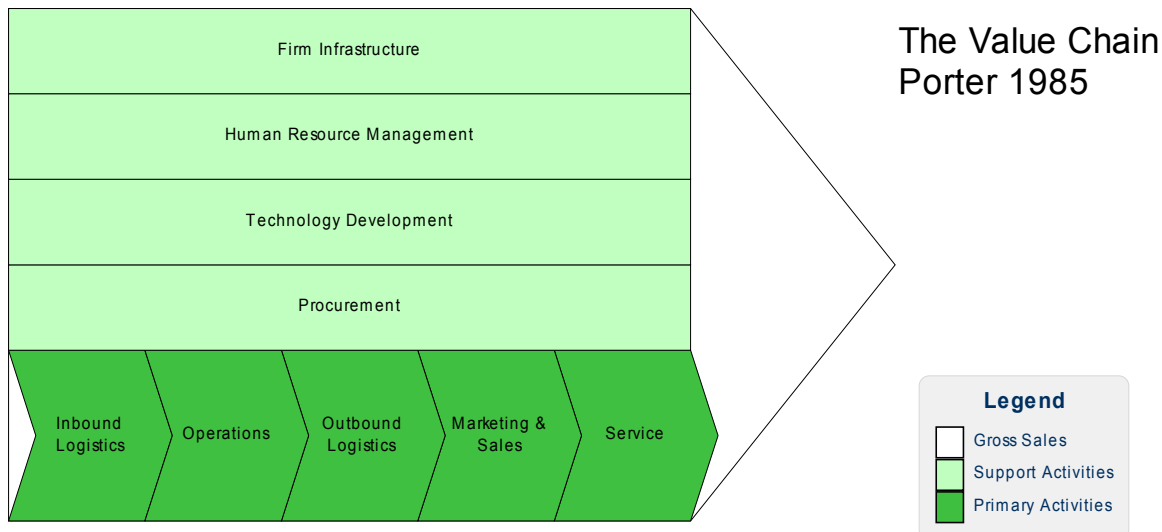 The Value Chain
Porter 1985
Firm Infrastructure
Human Resource Management
Technology Development
Procurement
Inbound
Logistics
Operations
Outbound
Logistics
Marketing &
Sales
Service
Legend
Gross Sales
Support Activities
Primary Activities